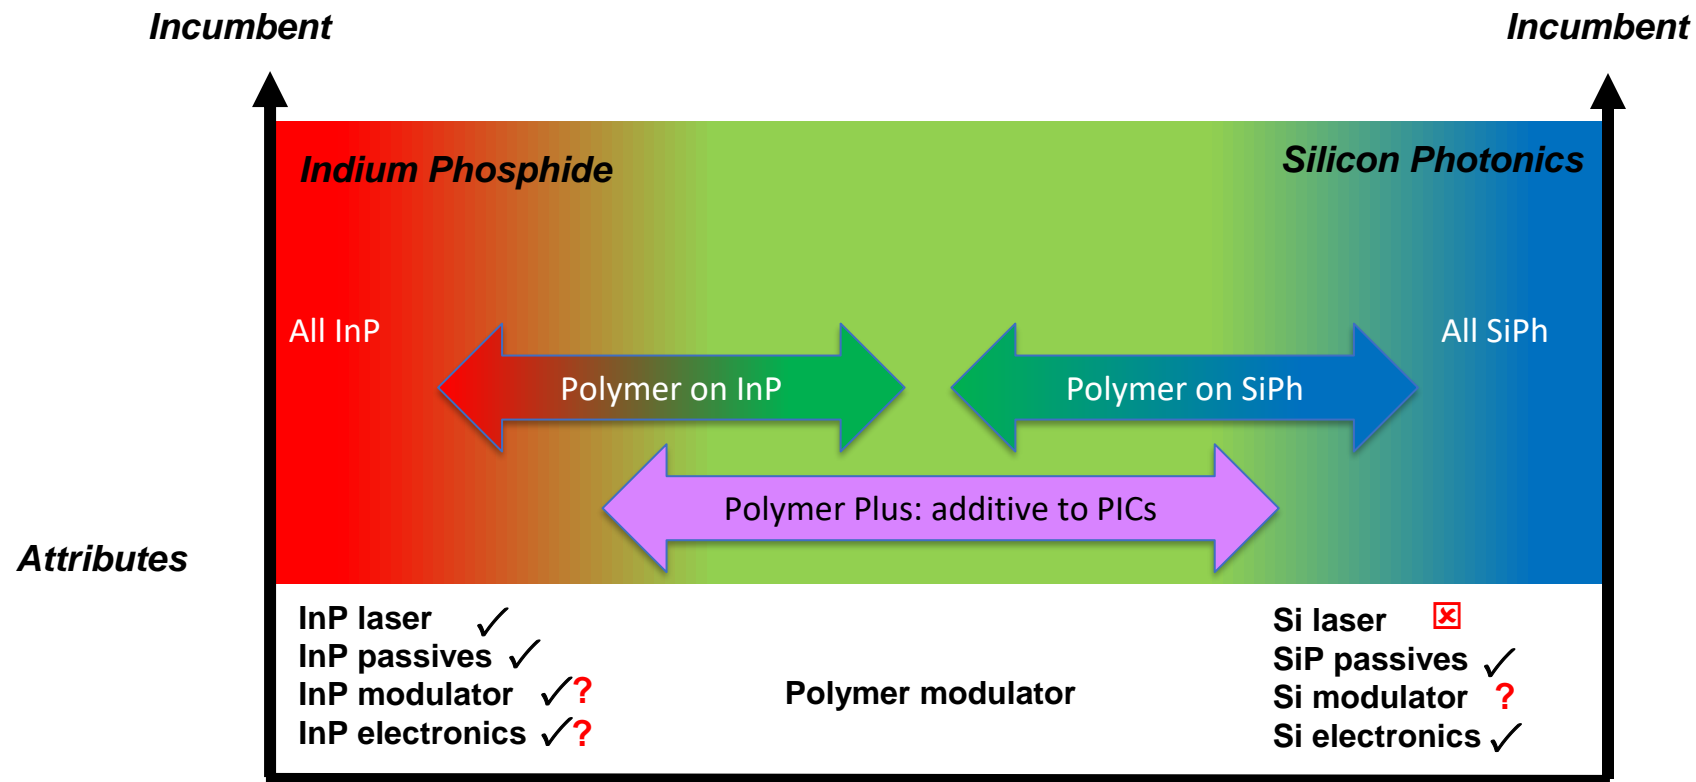 Incumbent
Incumbent
Indium Phosphide
Silicon Photonics
All InP
All SiPh
Polymer on InP
Polymer on SiPh
Polymer Plus: additive to PICs
Attributes
InP laser ✓
InP passives ✓
InP modulator ✓?
InP electronics ✓?
Polymer modulator
Si laser ☒
SiP passives ✓
Si modulator ?
Si electronics ✓